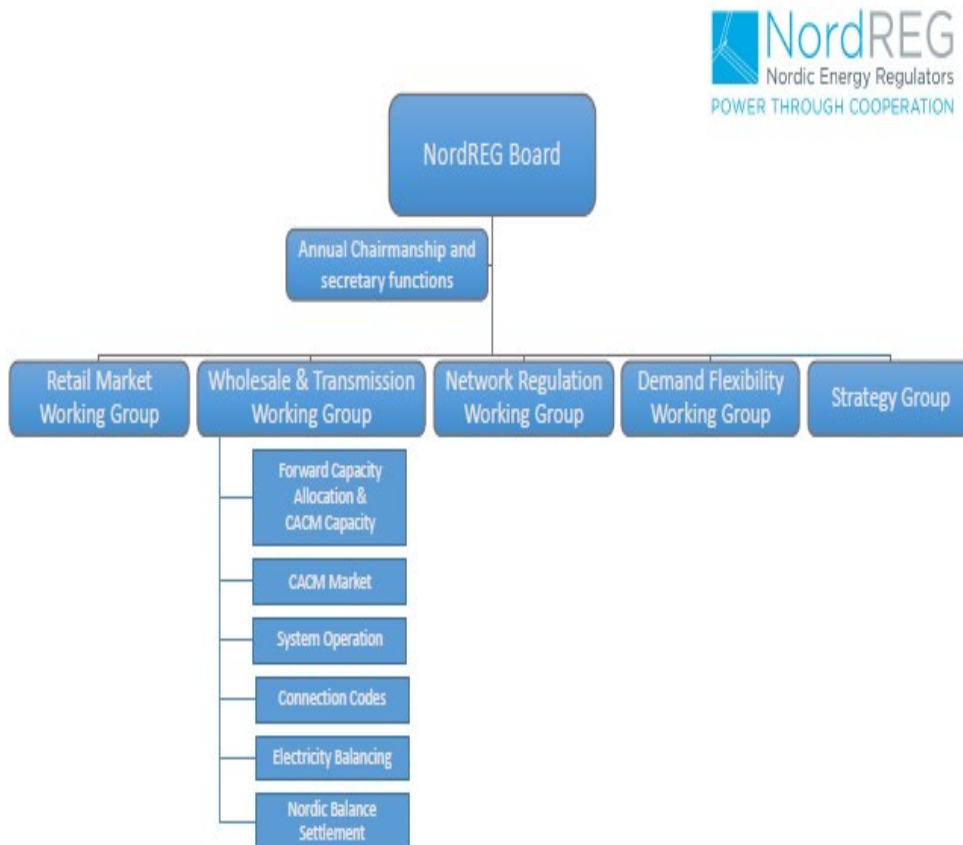 NordREG
Nordic Energy Regulators
POWER THROUGH COOPERATION
NordREG Board
Annual Chairmanship and
secretary functions
Retail Market
Working Group
Wholesale & Transmission
Working Group
Network Regulation
Working Group
Demand Flexibility
Working Group
Strategy Group
Forward Capacity
Allocation &
CACM Capacity
CACM Market
System Operation
Connection Codes
Electricity Balancing
Nordic Balance
Settlement